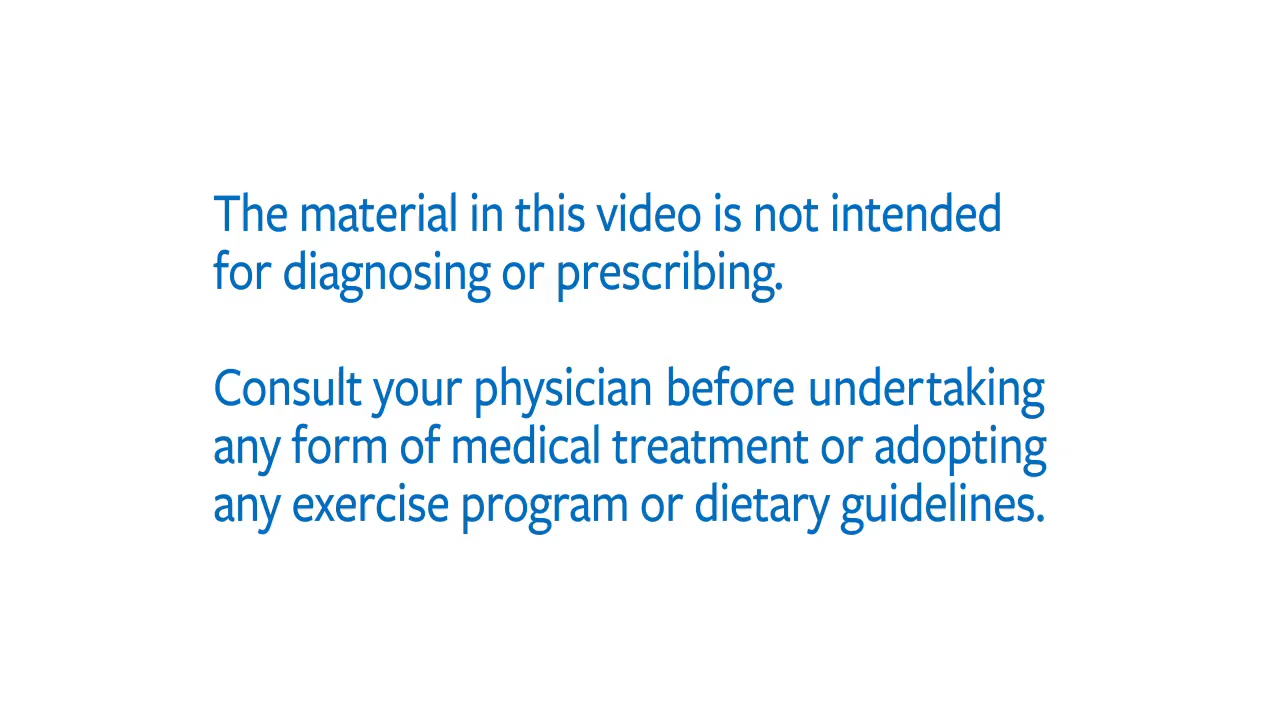 The material in this video is not intended
for diagnosing or prescribing.
Consult your physician before undertaking
any form of medical treatment or adopting
any exercise program or dietary guidelines.